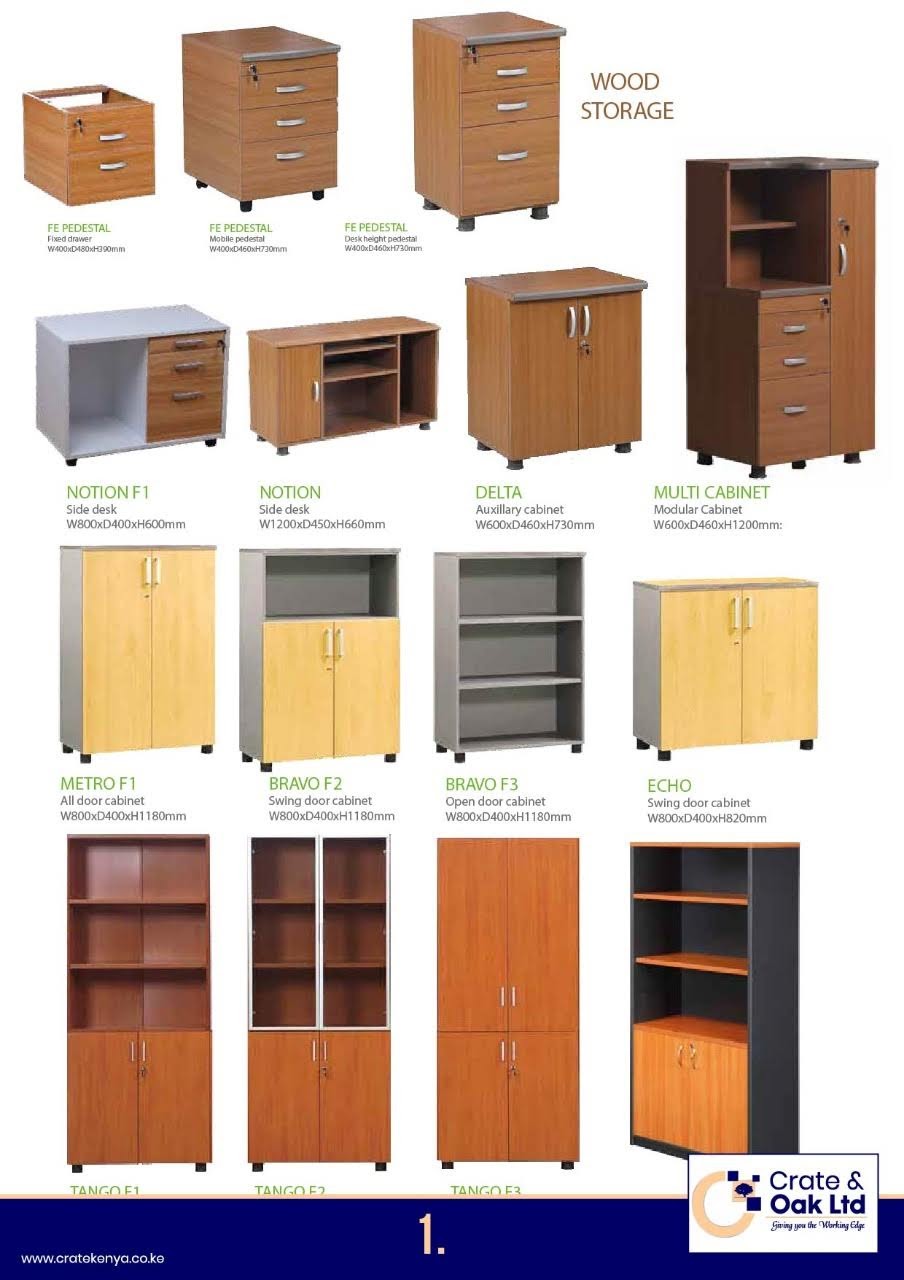 WOOD
STORAGE
FE PEDESTAL
Fixed drawer
W400xD480xH390mm
FE PEDESTAL
Mobile pedestal
W400xD460xH730mm
FE PEDESTAL
Desk height pedestal
W400xD460xH730mm
NOTION F1
Side desk
W800xD400xH600mm
NOTION
Side desk
W1200xD450xH660mm
DELTA
Auxillary cabinet
W600xD460xH730mm
MULTI CABINET
Modular Cabinet
W600xD460xH1200mm:
METRO F1
All door cabinet
W800xD400xH1180mm
BRAVO F2
Swing door cabinet
W800xD400xH1180mm
BRAVO F3
Open door cabinet
W800xD400xH1180mm
ECHO
Swing door cabinet
W800xD400xH820mm
TANGO F1
TANGO F2
TANGO F3
Crate &
Oak Ltd
Giving you the Working Edge
1.
www.cratekenya.co.ke